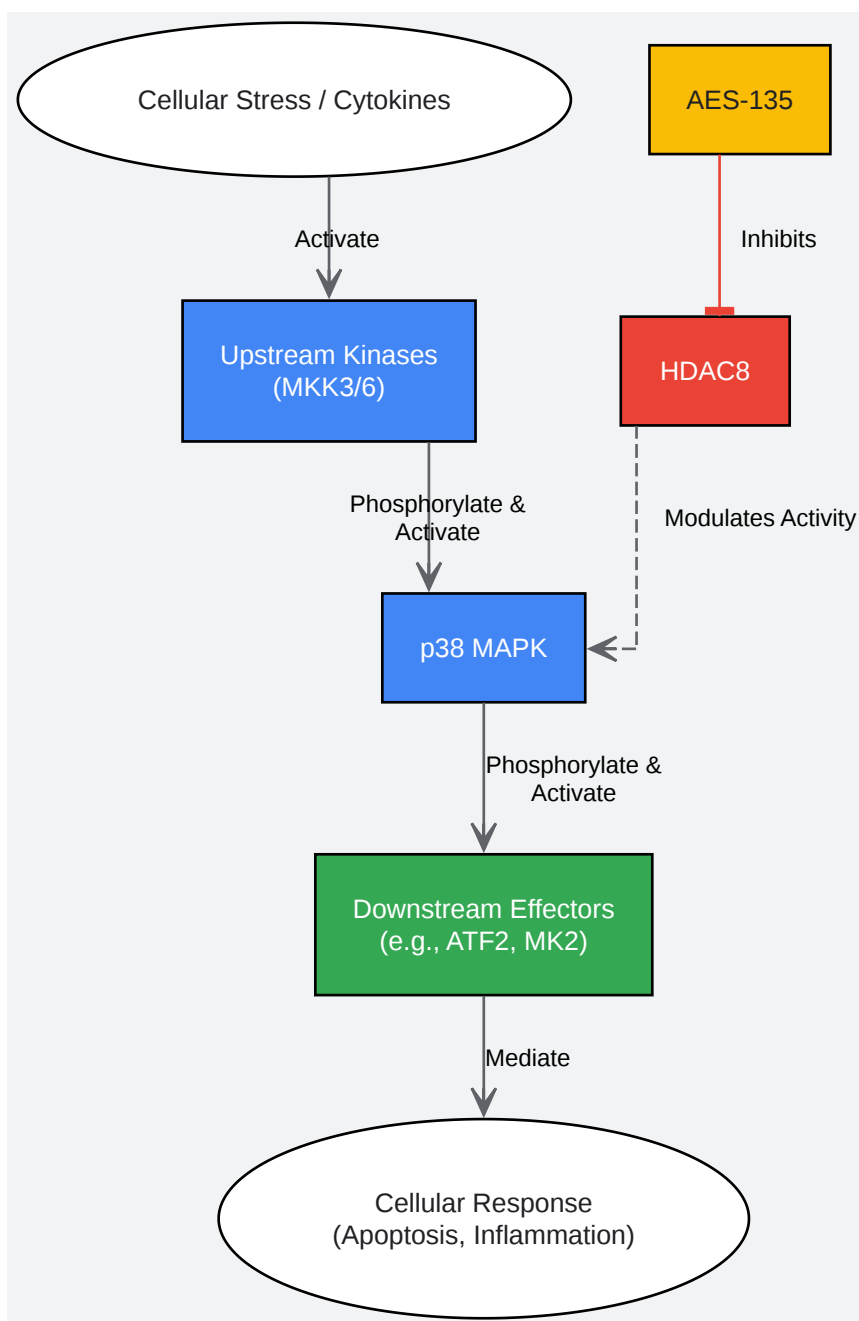 Cellular Stress / Cytokines
AES-135
Activate
Inhibits
Upstream Kinases
(MKK3/6)
HDAC8
Phosphorylate &
Activate
Modulates Activity
p38 MAPK
Phosphorylate &
Activate
Downstream Effectors
(e.g., ATF2, MK2)
Mediate
Cellular Response
(Apoptosis, Inflammation)